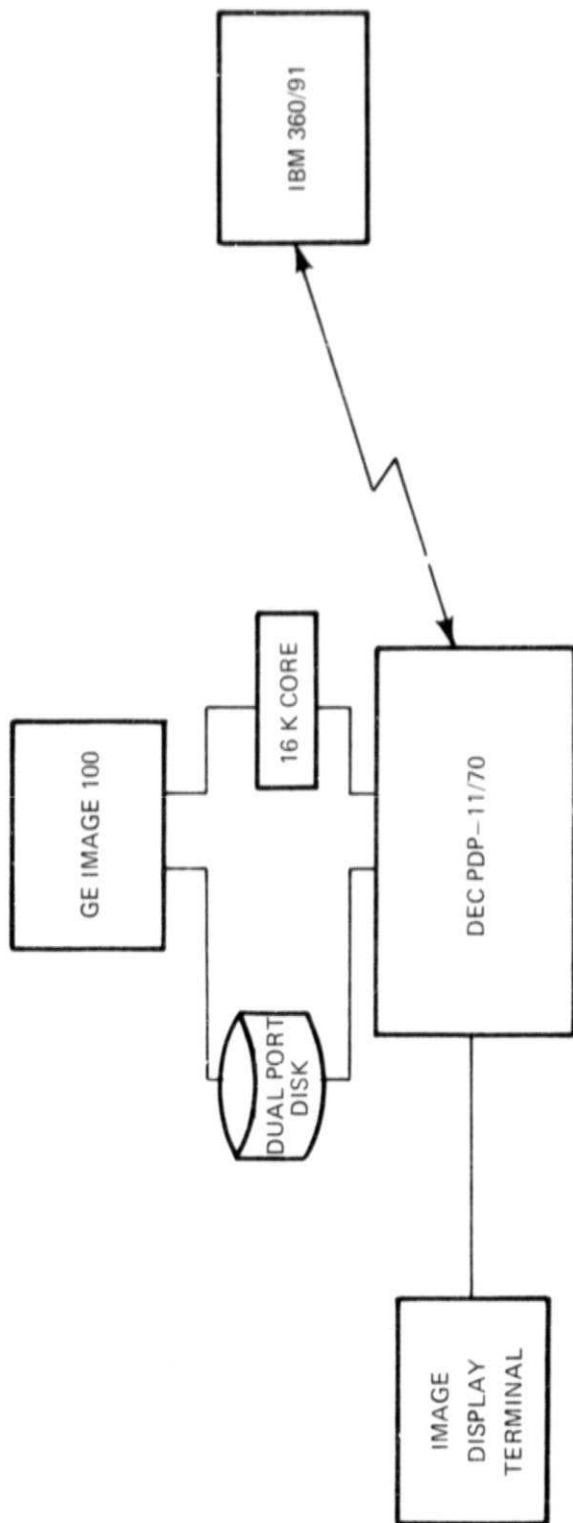 GE IMAGE 100
DUAL PORT
DISK
16 K CORE
IBM 360/91
IMAGE
DISPLAY
TERMINAL
DEC PDP–11/70